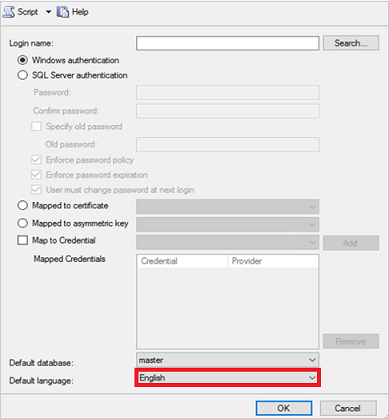 Script Help
Login name: Search...
Windows authentication
SQL Server authentication
Password:
Confirm password:
Specify old password
Old password:
Enforce password policy
Enforce password expiration
User must change password at next login
Mapped to certificate
Mapped to asymmetric key
Map to Credential Add
Mapped Credentials Credential Provider
Remove
Default database: master
Default language: English
OK Cancel